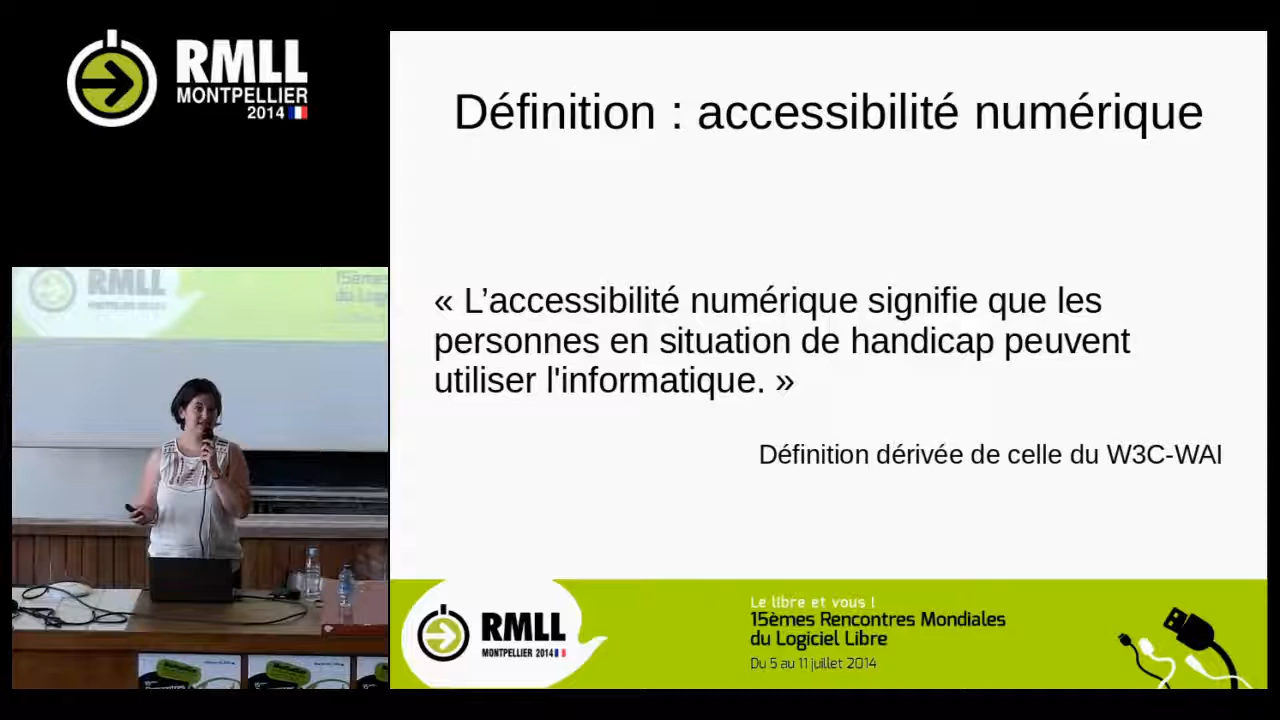 RMLL
MONTPELLIER
2014
Définition : accessibilité numérique
« L’accessibilité numérique signifie que les
personnes en situation de handicap peuvent
utiliser l'informatique. »
Définition dérivée de celle du W3C-WAI
RMLL
RMLL
MONTPELLIER 2014
Le libre et vous !
15èmes Rencontres Mondiales
du Logiciel Libre
Du 5 au 11 juillet 2014